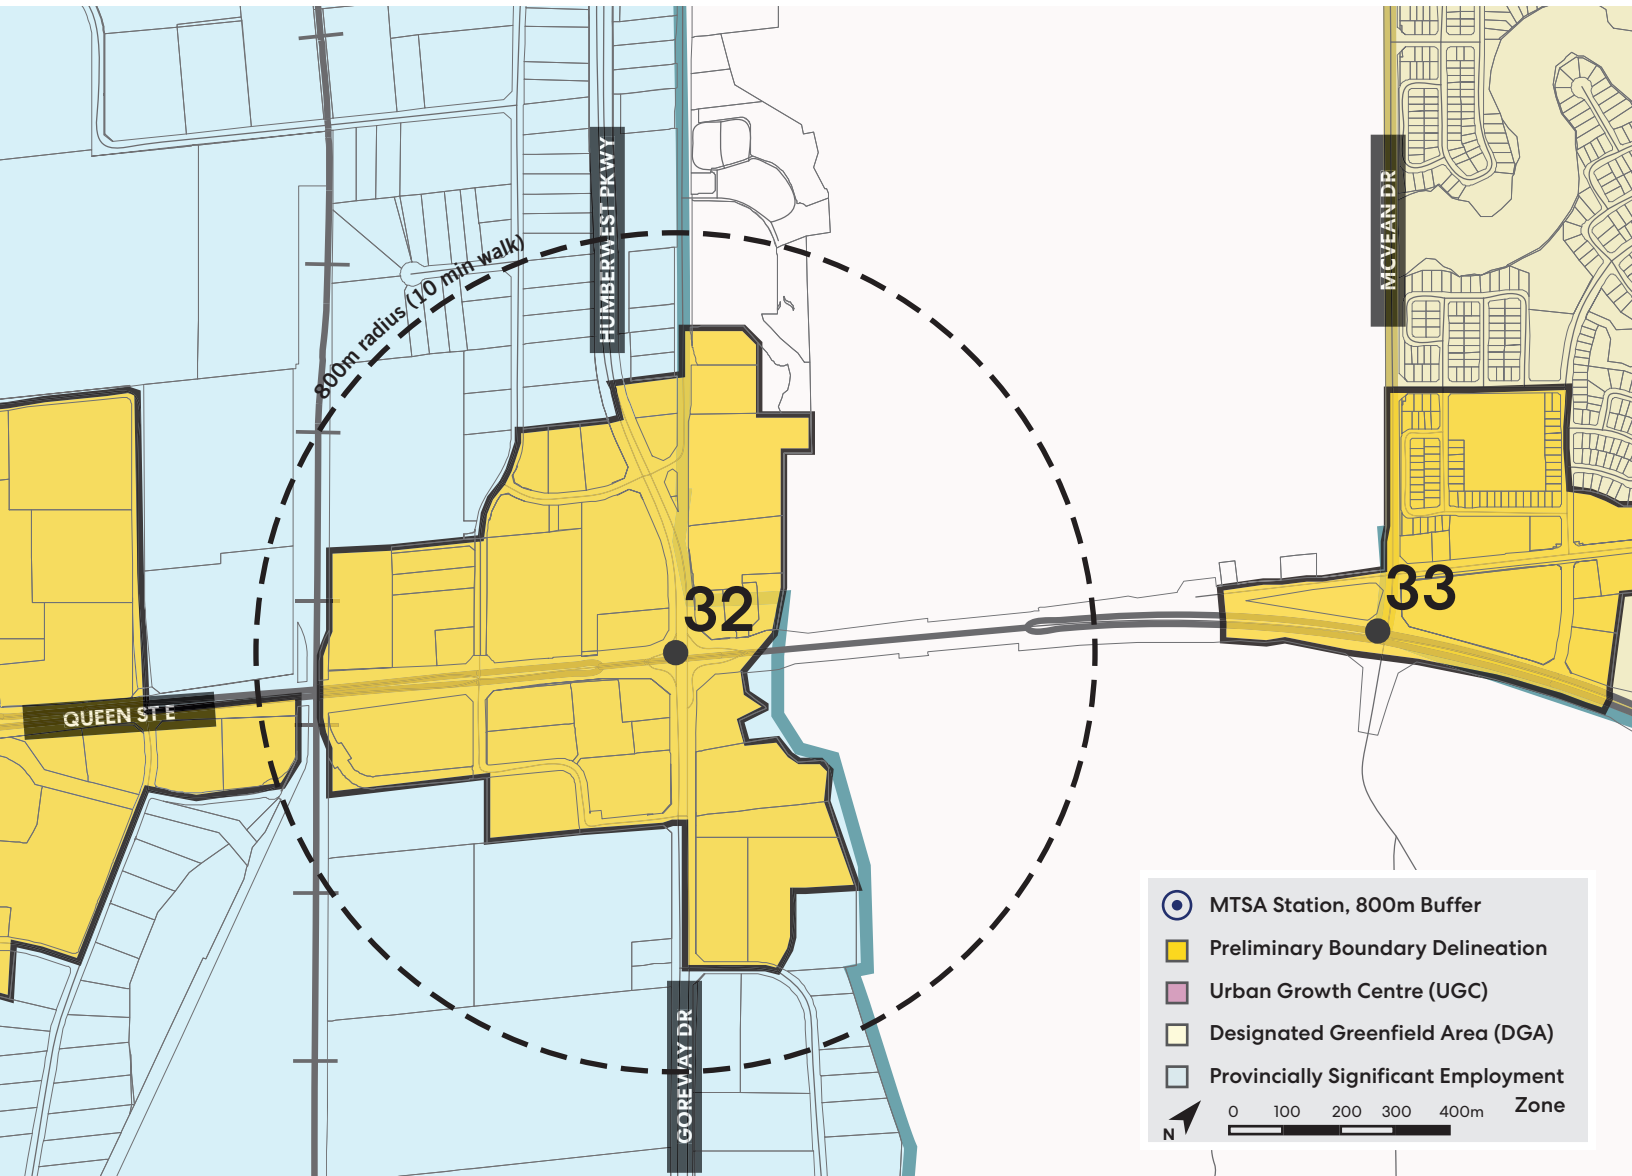 HUMBERWEST PKWY
MCVEAN DR
800m radius (10 min walk)
32
33
QUEEN ST E
GOREWAY DR
MTSA Station, 800m Buffer
Preliminary Boundary Delineation
Urban Growth Centre (UGC)
Designated Greenfield Area (DGA)
Provincially Significant Employment
Zone
N
0 100 200 300 400m